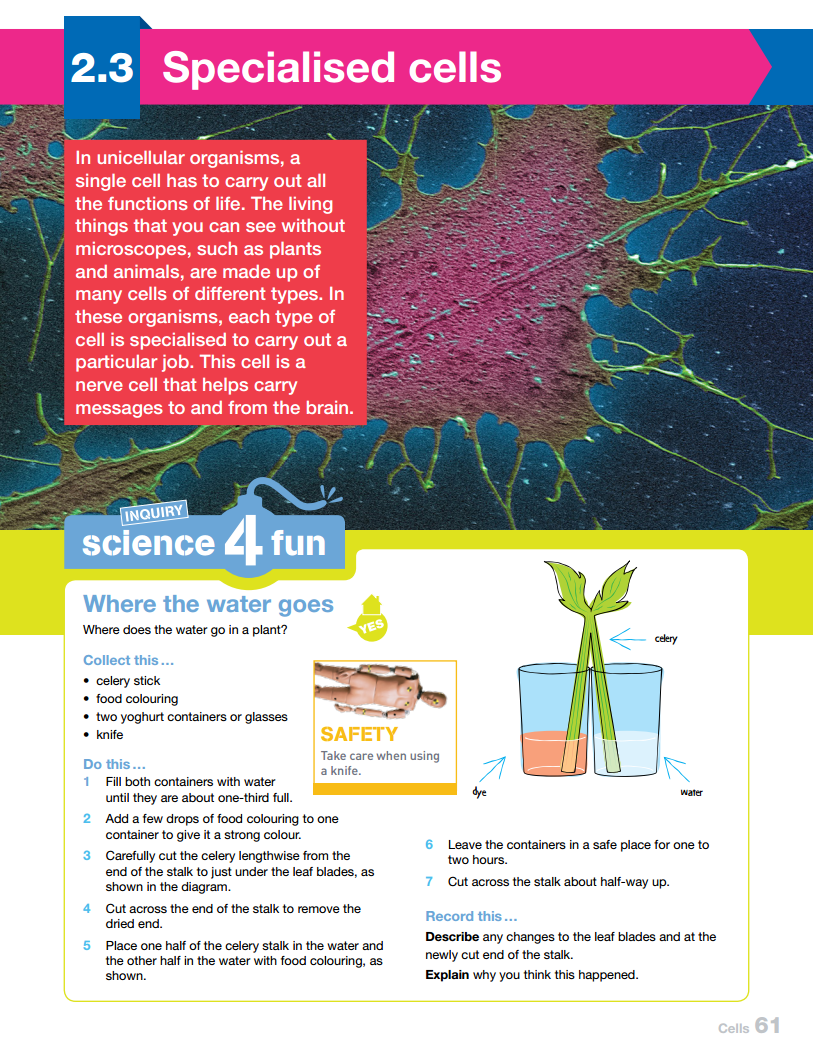 2.3 Specialised cells
In unicellular organisms, a
single cell has to carry out all
the functions of life. The living
things that you can see without
microscopes, such as plants
and animals, are made up of
many cells of different types. In
these organisms, each type of
cell is specialised to carry out a
particular job. This cell is a
nerve cell that helps carry
messages to and from the brain.
INQUIRY
science 4 fun
Where the water goes
Where does the water go in a plant?
YES
Collect this…
• celery stick
• food colouring
• two yoghurt containers or glasses
• knife
SAFETY
Take care when using
a knife.
Do this…
1 Fill both containers with water
until they are about one-third full.
2 Add a few drops of food colouring to one
container to give it a strong colour.
3 Carefully cut the celery lengthwise from the
end of the stalk to just under the leaf blades, as
shown in the diagram.
4 Cut across the end of the stalk to remove the
dried end.
5 Place one half of the celery stalk in the water and
the other half in the water with food colouring, as
shown.
celery
dye
water
6 Leave the containers in a safe place for one to
two hours.
7 Cut across the stalk about half-way up.
Record this…
Describe any changes to the leaf blades and at the
newly cut end of the stalk.
Explain why you think this happened.
Cells 61